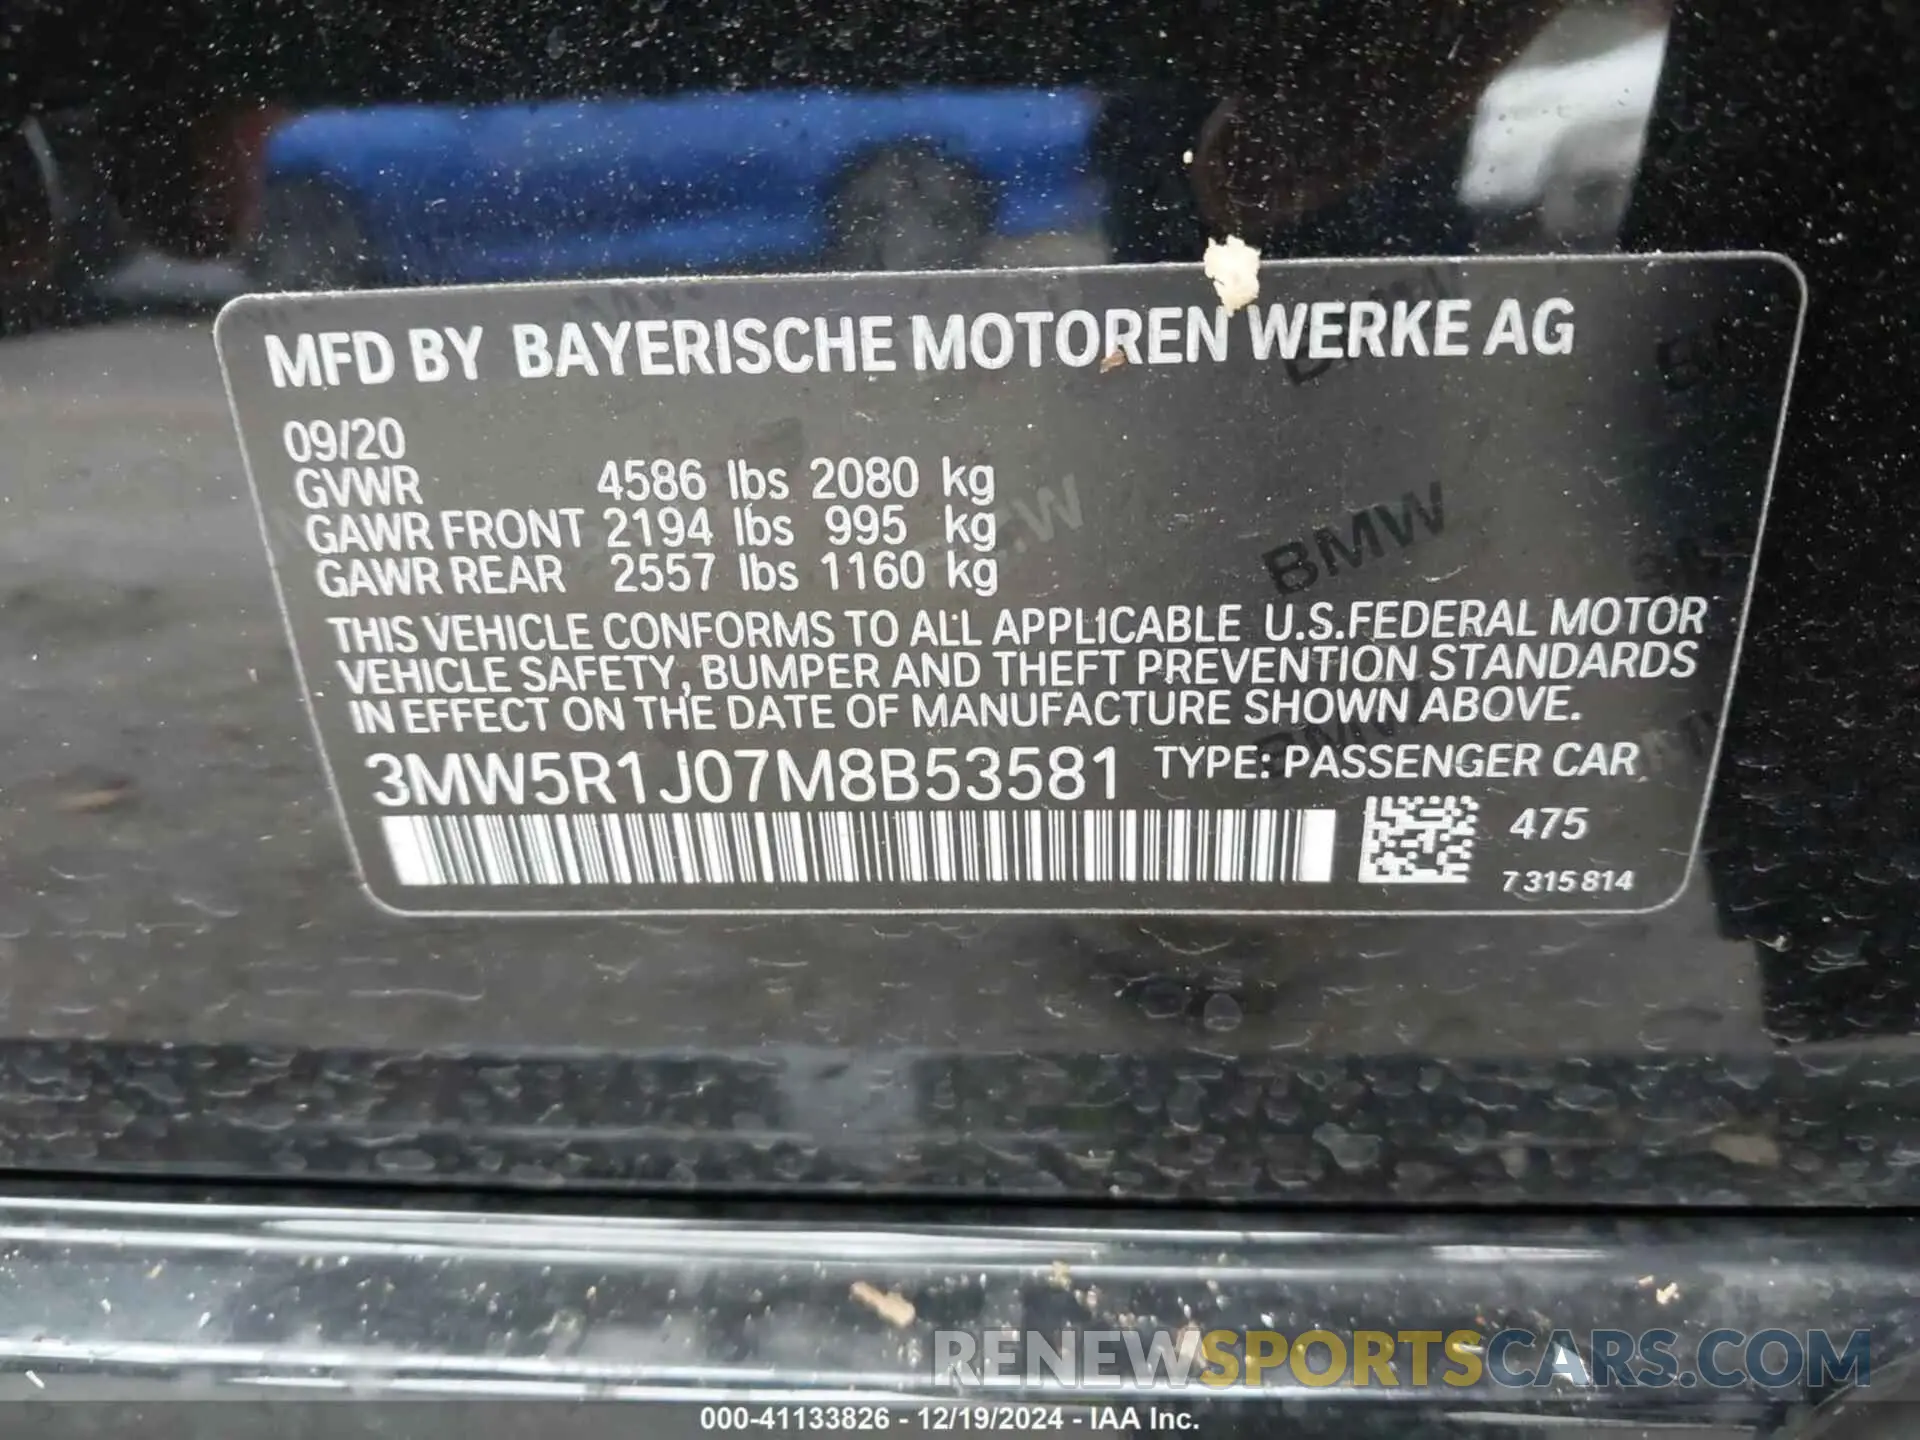 MFD BY BAYERISCHE MOTOREN WERKE AG
09/20
GVWR 4586 lbs 2080 kg
GAWR FRONT 2194 lbs 995 kg
GAWR REAR 2557 lbs 1160 kg
THIS VEHICLE CONFORMS TO ALL APPLICABLE U.S.FEDERAL MOTOR
VEHICLE SAFETY, BUMPER AND THEFT PREVENTION STANDARDS
IN EFFECT ON THE DATE OF MANUFACTURE SHOWN ABOVE.
3MW5R1J07M8B53581 TYPE: PASSENGER CAR
475
7 315 814
BMW
RENEWSPORTSCARS.COM
000-41133826 - 12/19/2024 - IAA Inc.